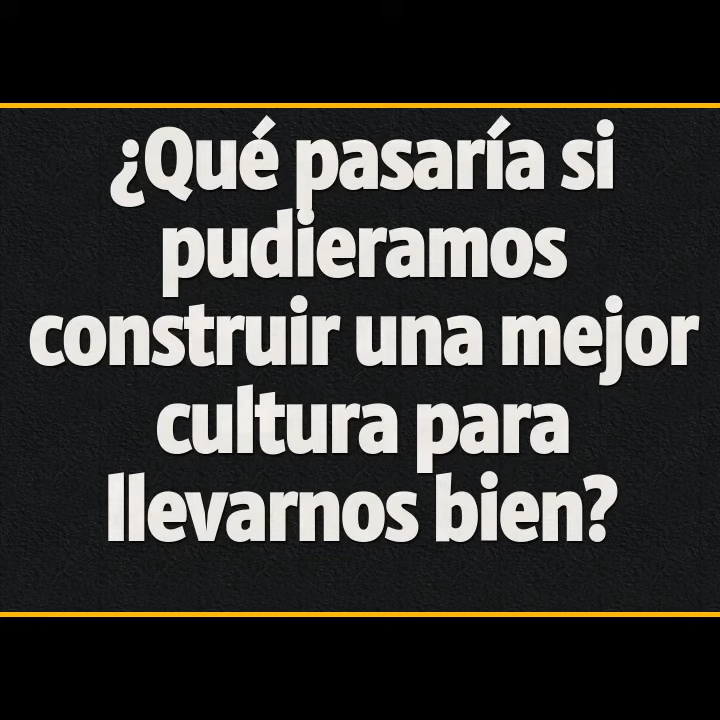 ¿Qué pasaría si
pudieramos
construir una mejor
cultura para
llevarnos bien?